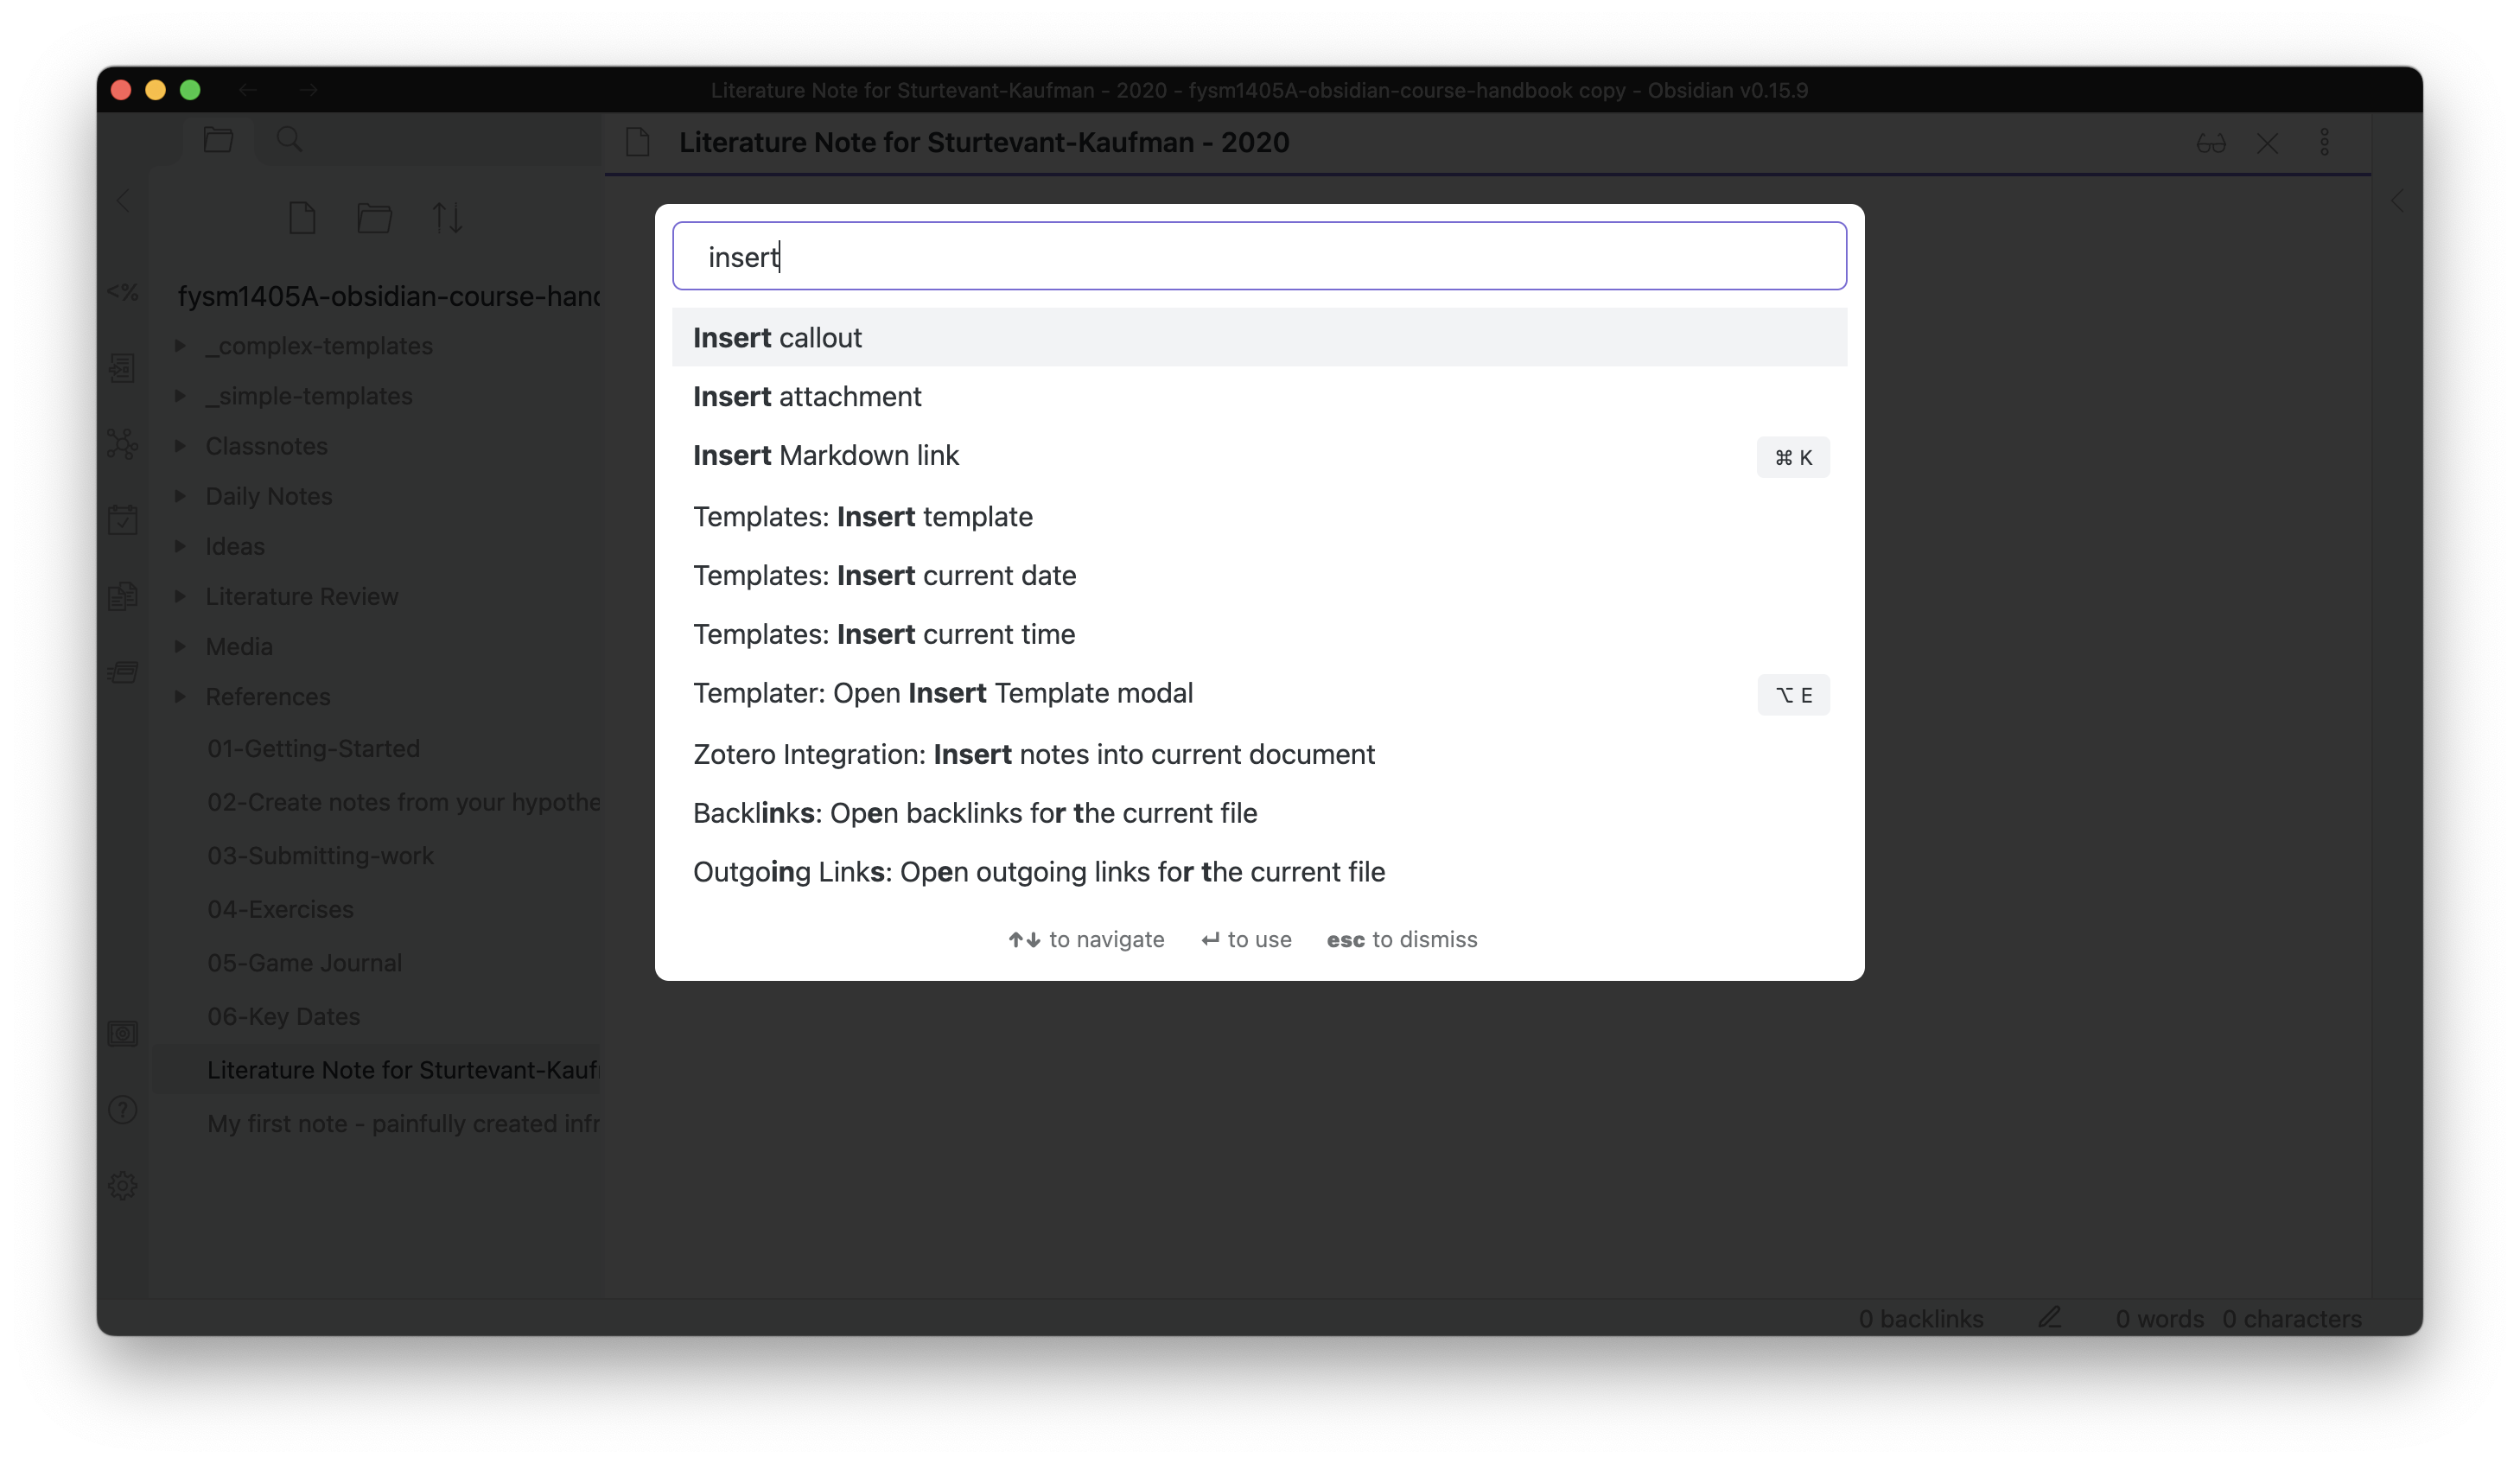 Literature Note for Sturtevant-Kaufman - 2020 - fysm1405A-obsidian-course-handbook copy - Obsidian v0.15.9
Literature Note for Sturtevant-Kaufman - 2020
<%
fysm1405A-obsidian-course-hand
_complex-templates
_simple-templates
Classnotes
Daily Notes
Ideas
Literature Review
Media
References
01-Getting-Started
02-Create notes from your hypothe
03-Submitting-work
04-Exercises
05-Game Journal
06-Key Dates
Literature Note for Sturtevant-Kauf
My first note - painfully created infr
insert
Insert callout
Insert attachment
Insert Markdown link ⌘ K
Templates: Insert template
Templates: Insert current date
Templates: Insert current time
Templater: Open Insert Template modal ⌥ E
Zotero Integration: Insert notes into current document
Backlinks: Open backlinks for the current file
Outgoing Links: Open outgoing links for the current file
↑↓ to navigate ↵ to use esc to dismiss
0 backlinks 0 words 0 characters